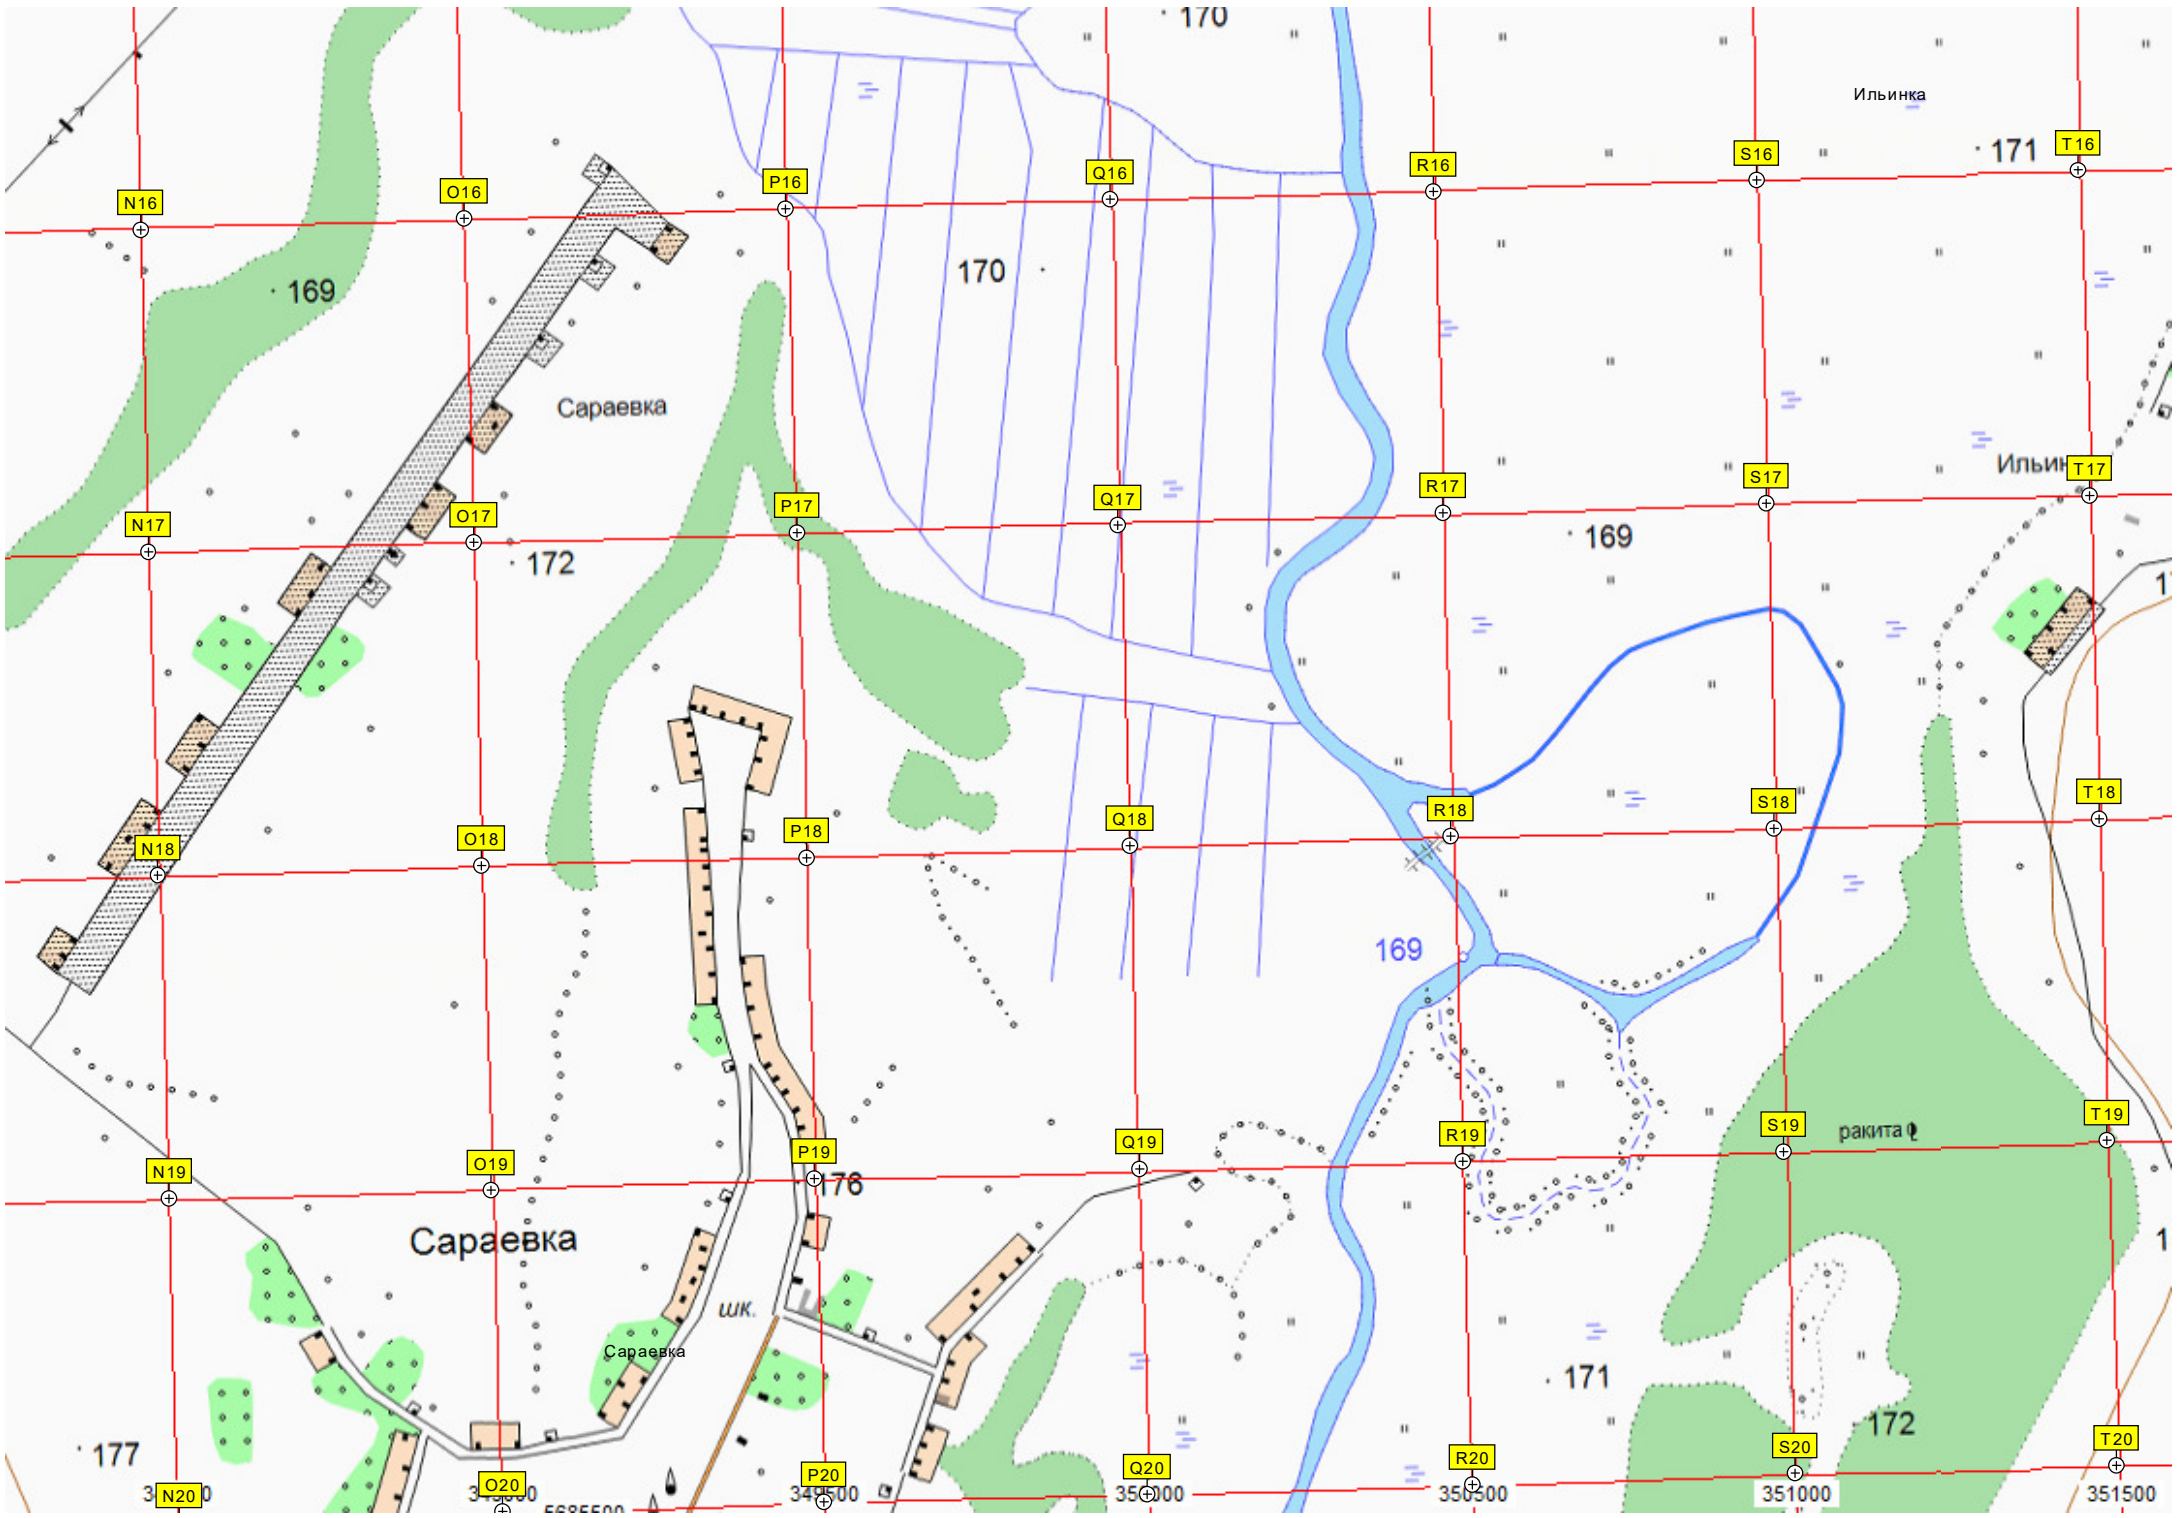 170
Ильинка
171
T16
S16
R16
Q16
P16
O16
N16
169
170
Сараевка
T17
S17
R17
Q17
P17
O17
N17
169
172
T18
S18
R18
Q18
P18
O18
N18
169
T19
S19
ракита
R19
Q19
P19
O19
N19
176
Сараевка
шк.
Сараевка
171
172
177
T20
S20
R20
Q20
P20
O20
N20
349500
350000
350500
351000
351500
5685500